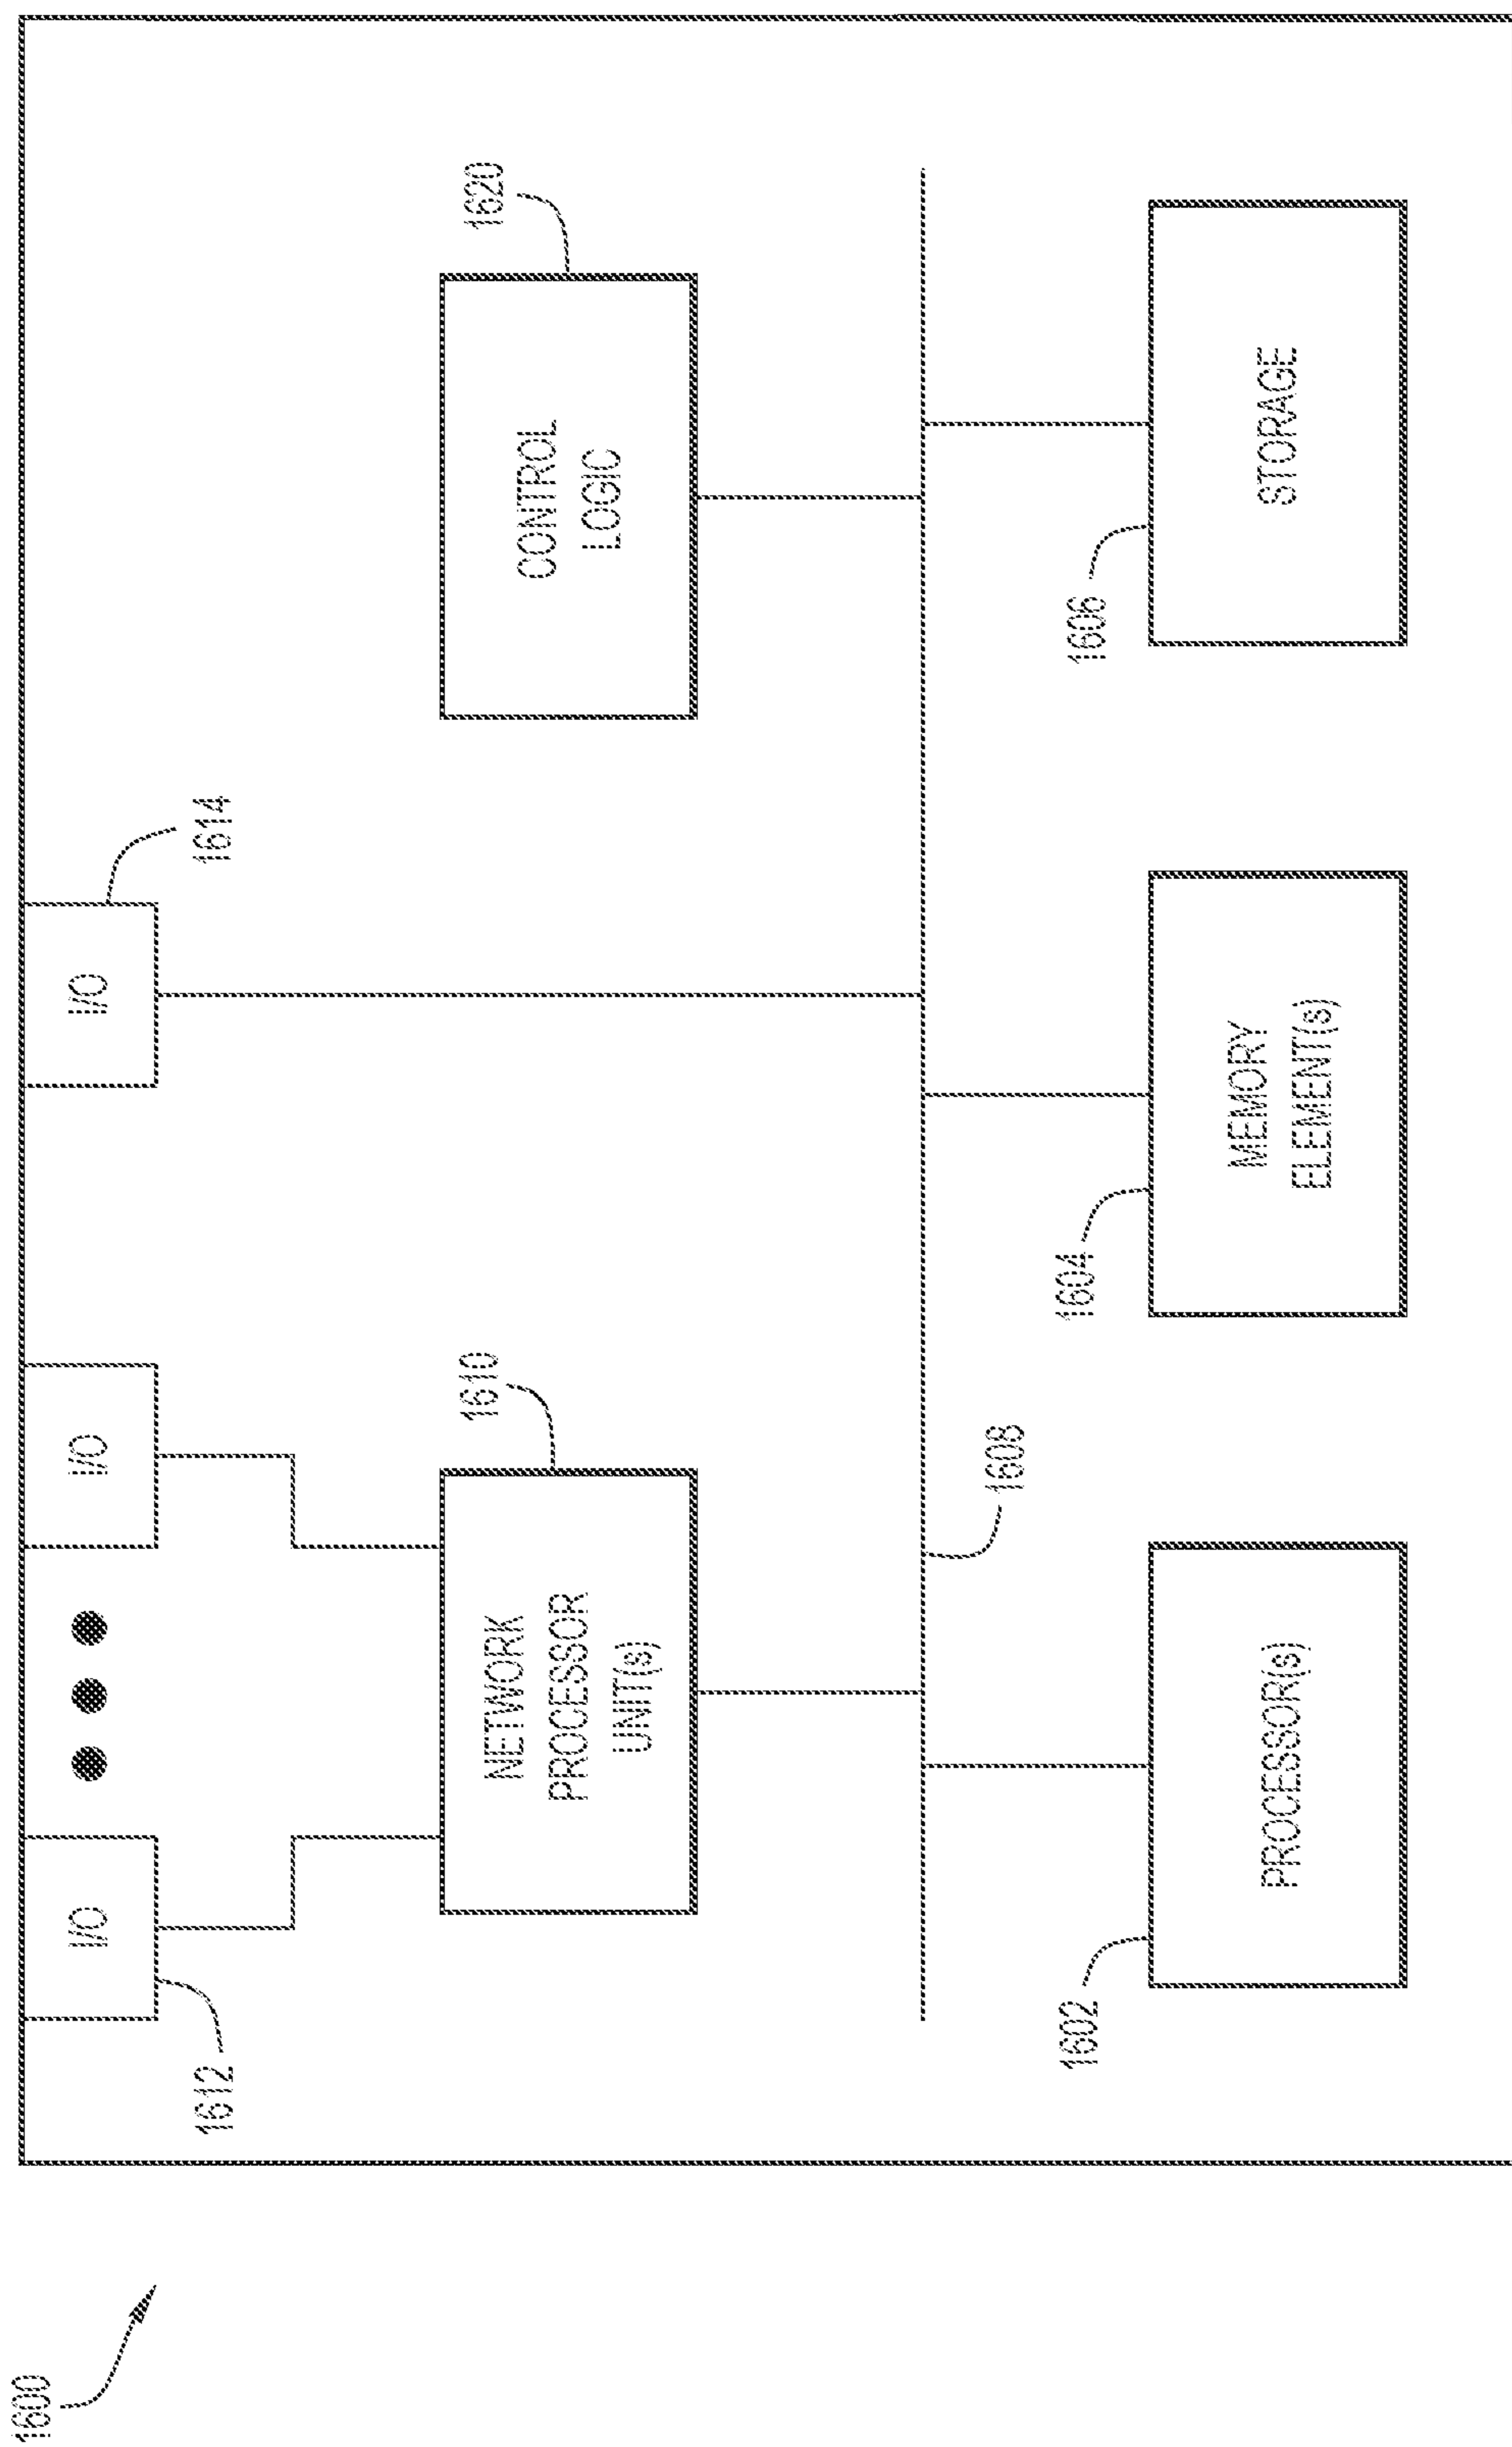 1600
I/O
I/O
I/O
1612
1614
NETWORK
PROCESSOR
UNIT(s)
1610
CONTROL
LOGIC
1620
1608
1602
PROCESSOR(s)
1604
MEMORY
ELEMENT(s)
1606
STORAGE